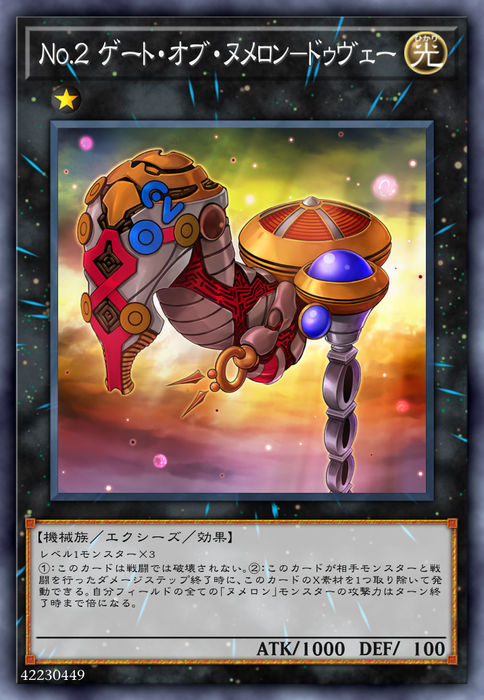 No.2 ゲート・オブ・ヌメロンードゥヴェー
ひかり
光
【機械族／エクシーズ／効果】
レベル1モンスター×3
①:このカードは戦闘では破壊されない。②:このカードが相手モンスターと戦
闘を行ったダメージステップ終了時に、このカードのX素材を1つ取り除いて発
動できる。自分フィールドの全ての「ヌメロン」モンスターの攻撃力はターン終
了時まで倍になる。
ATK/1000 DEF/ 100
42230449